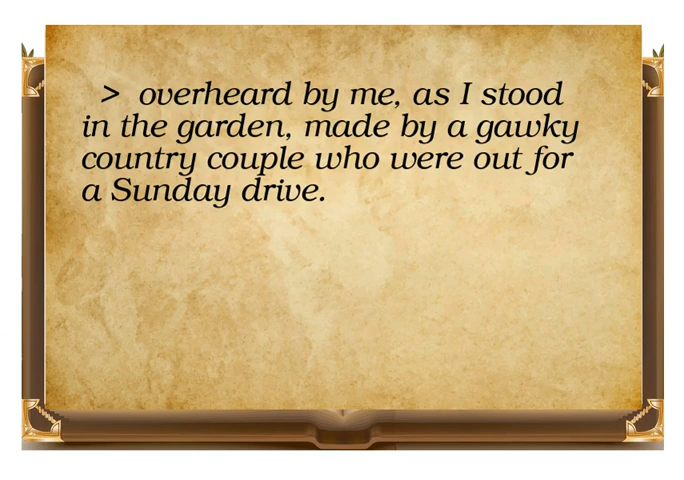 > overheard by me, as I stood
in the garden, made by a gawky
country couple who were out for
a Sunday drive.